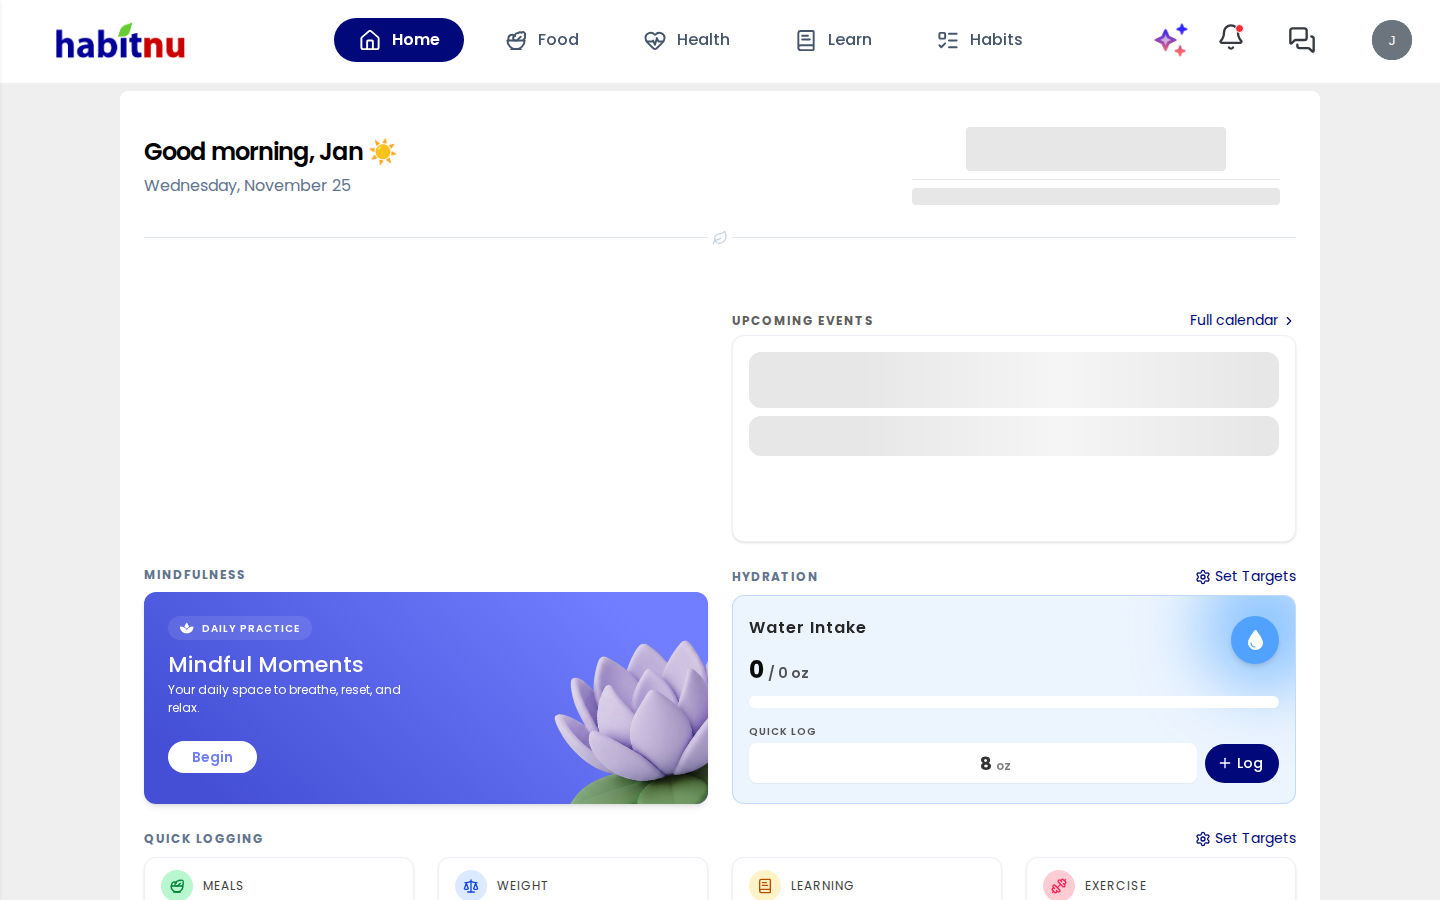 habitnu
Home
Food
Health
Learn
Habits
J
Good morning, Jan ☀️
Wednesday, November 25
UPCOMING EVENTS
Full calendar
MINDFULNESS
DAILY PRACTICE
Mindful Moments
Your daily space to breathe, reset, and
relax.
Begin
HYDRATION
Set Targets
Water Intake
0 / 0 oz
QUICK LOG
8 oz
+ Log
QUICK LOGGING
Set Targets
MEALS
WEIGHT
LEARNING
EXERCISE